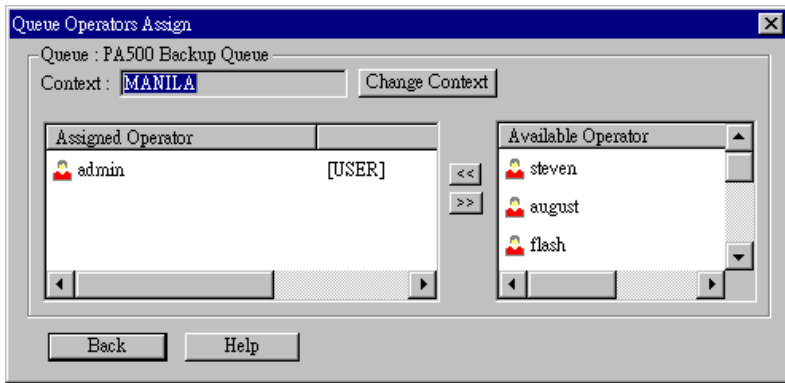 Queue Operators Assign
Queue : PA500 Backup Queue
Context : MANILA Change Context
Assigned Operator
admin [USER]
<<
>>
Available Operator
steven
august
flash
Back Help